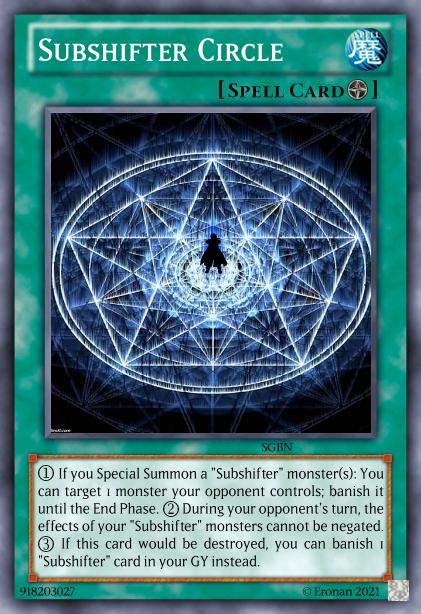 SUBSHIFTER CIRCLE
SPELL
魔
[SPELL CARD]
SGBN
① If you Special Summon a "Subshifter" monster(s): You
can target 1 monster your opponent controls; banish it
until the End Phase. ② During your opponent's turn, the
effects of your "Subshifter" monsters cannot be negated.
③ If this card would be destroyed, you can banish 1
"Subshifter" card in your GY instead.
918203027
© Eronan 2021